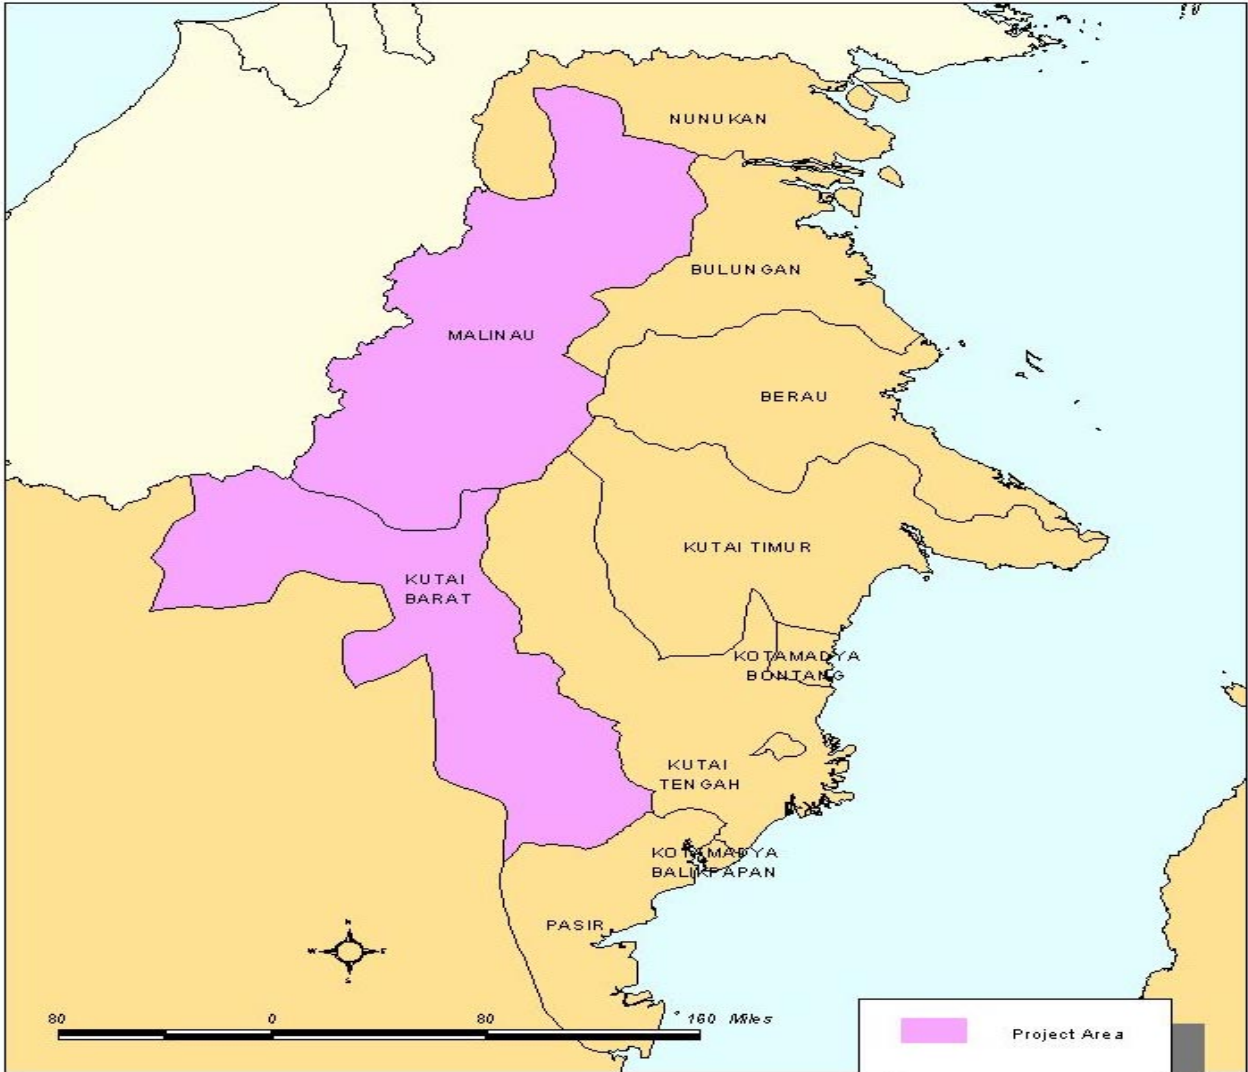 NUNUKAN
BULUNGAN
MALINAU
BERAU
KUTAI TIMUR
KUTAI
BARAT
KOTAMADYA
BONTANG
KUTAI
TENGAH
KOTAMADYA
BALIKPAPAN
PASIR
N
W E
S
80 0 80 160 Miles
Project Area